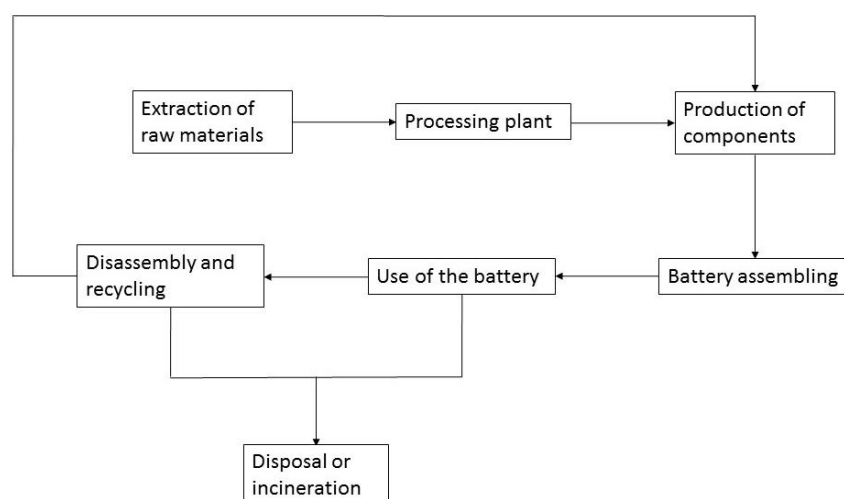 Extraction of
raw materials
Processing plant
Production of
components
Disassembly and
recycling
Use of the battery
Battery assembling
Disposal or
incineration